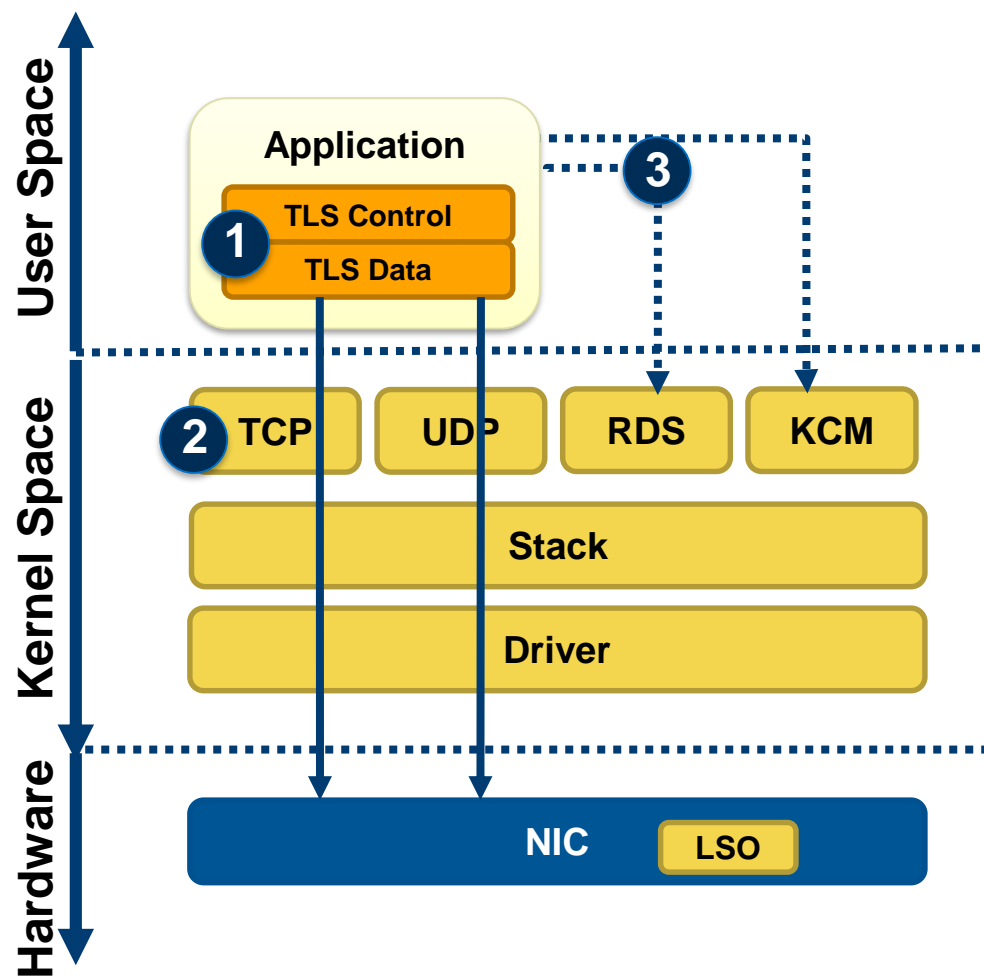 User Space
Application
TLS Control
1
TLS Data
3
Kernel Space
2
TCP
UDP
RDS
KCM
Stack
Driver
Hardware
NIC
LSO